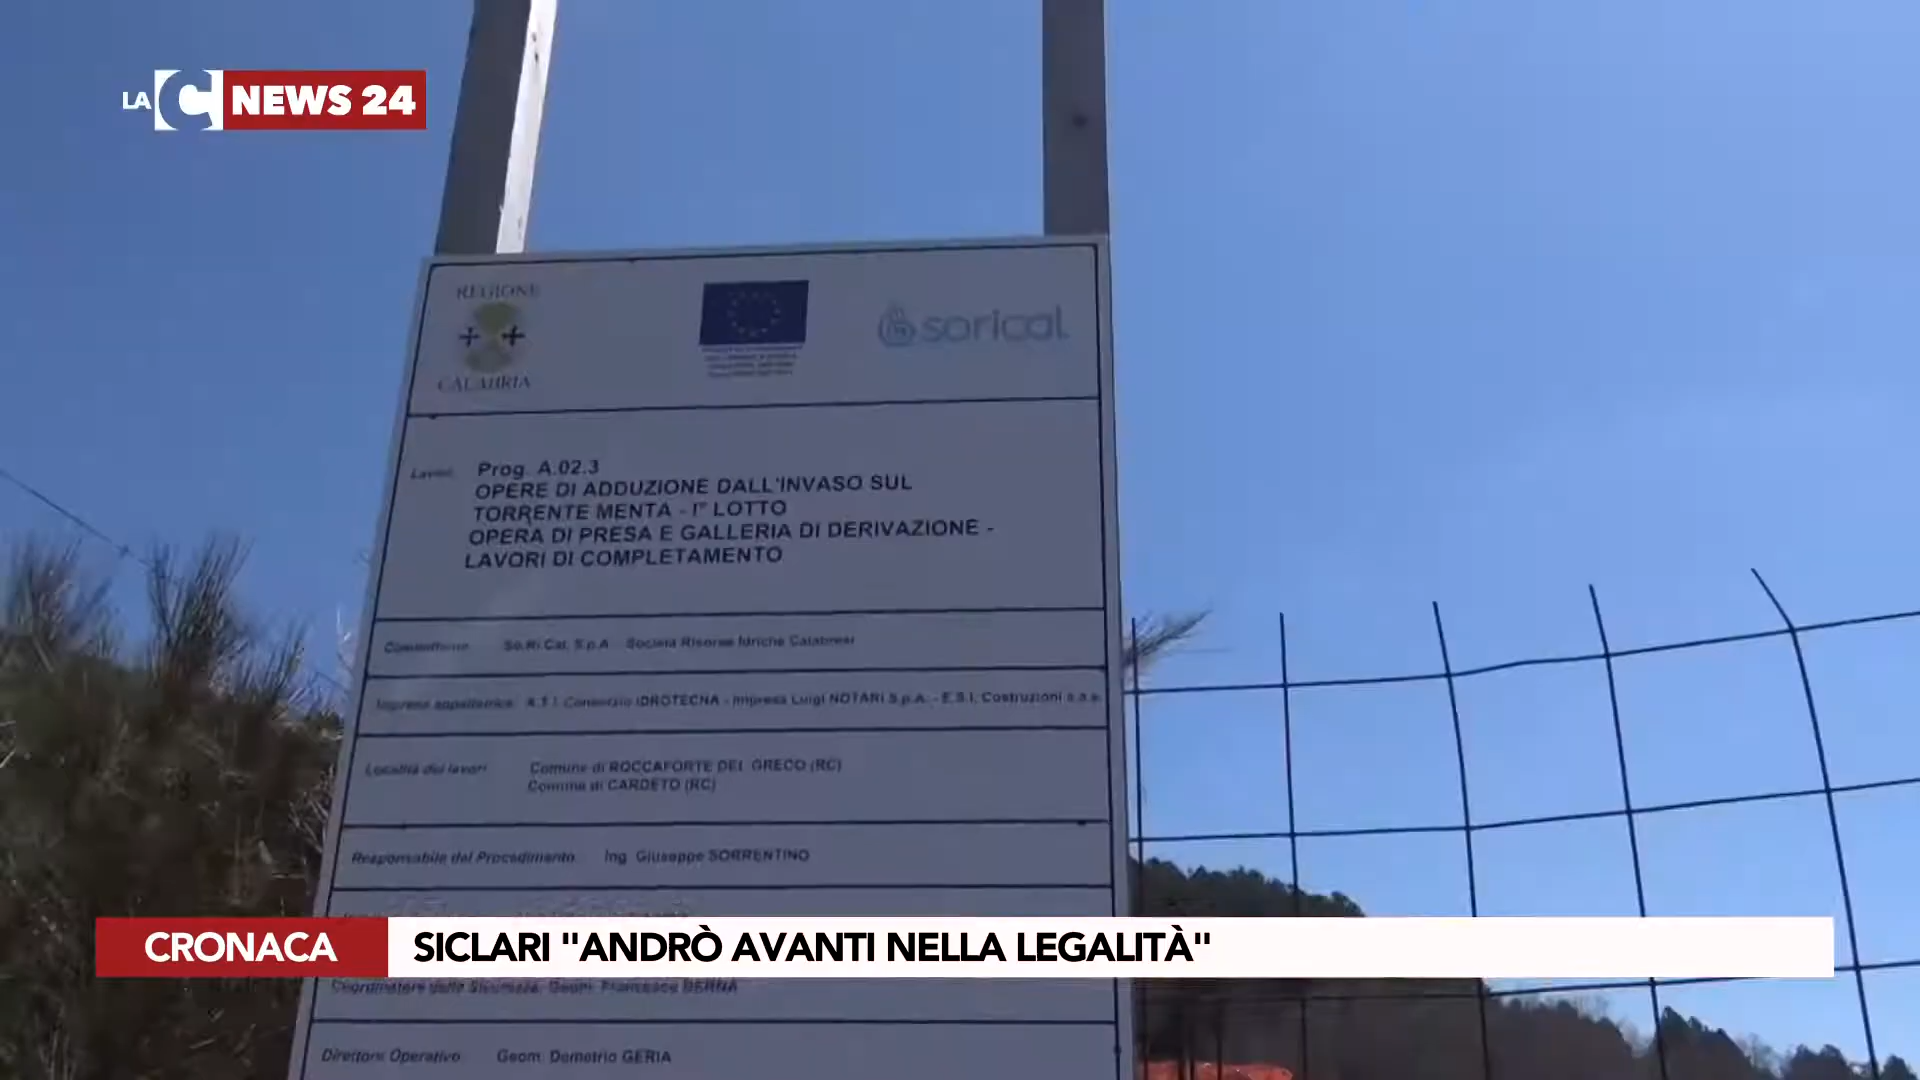 LA C NEWS 24
REGIONE
CALABRIA
sorical
Lavori: Prog. A.02.3
OPERE DI ADDUZIONE DALL'INVASO SUL
TORRENTE MENTA - I° LOTTO
OPERA DI PRESA E GALLERIA DI DERIVAZIONE -
LAVORI DI COMPLETAMENTO
Committente: So.Ri.Cal. S.p.A. Società Risorse Idriche Calabresi
Impresa appaltatrice: A.T.I. Consorzio IDROTECNA - Impresa Luigi NOTARI S.p.A. - E.S.I. Costruzioni s.a.s.
Località dei lavori: Comune di ROCCAFORTE DEL GRECO (RC)
Comune di CARDETO (RC)
Responsabile del Procedimento: Ing. Giuseppe SORRENTINO
CRONACA SICLARI "ANDRÒ AVANTI NELLA LEGALITÀ"
Coordinatore della Sicurezza: Geom. Francesco BERNA
Direttore Operativo: Geom. Demetrio GERIA